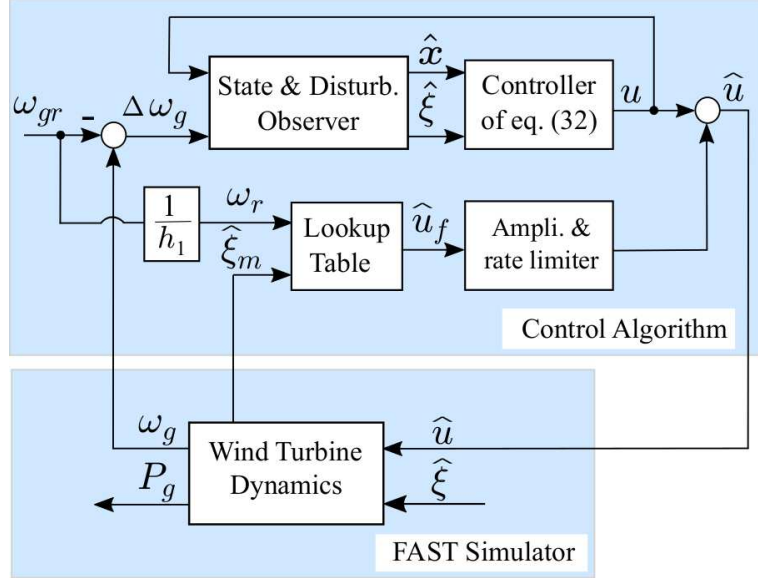 x̂
State & Disturb.
Observer
ξ̂
Controller
of eq. (32)
u
û
ω_gr
-
Δω_g
1
h₁
ω_r
ξ̂_m
Lookup
Table
û_f
Ampli. &
rate limiter
Control Algorithm
ω_g
P_g
Wind Turbine
Dynamics
û
ξ̂
FAST Simulator